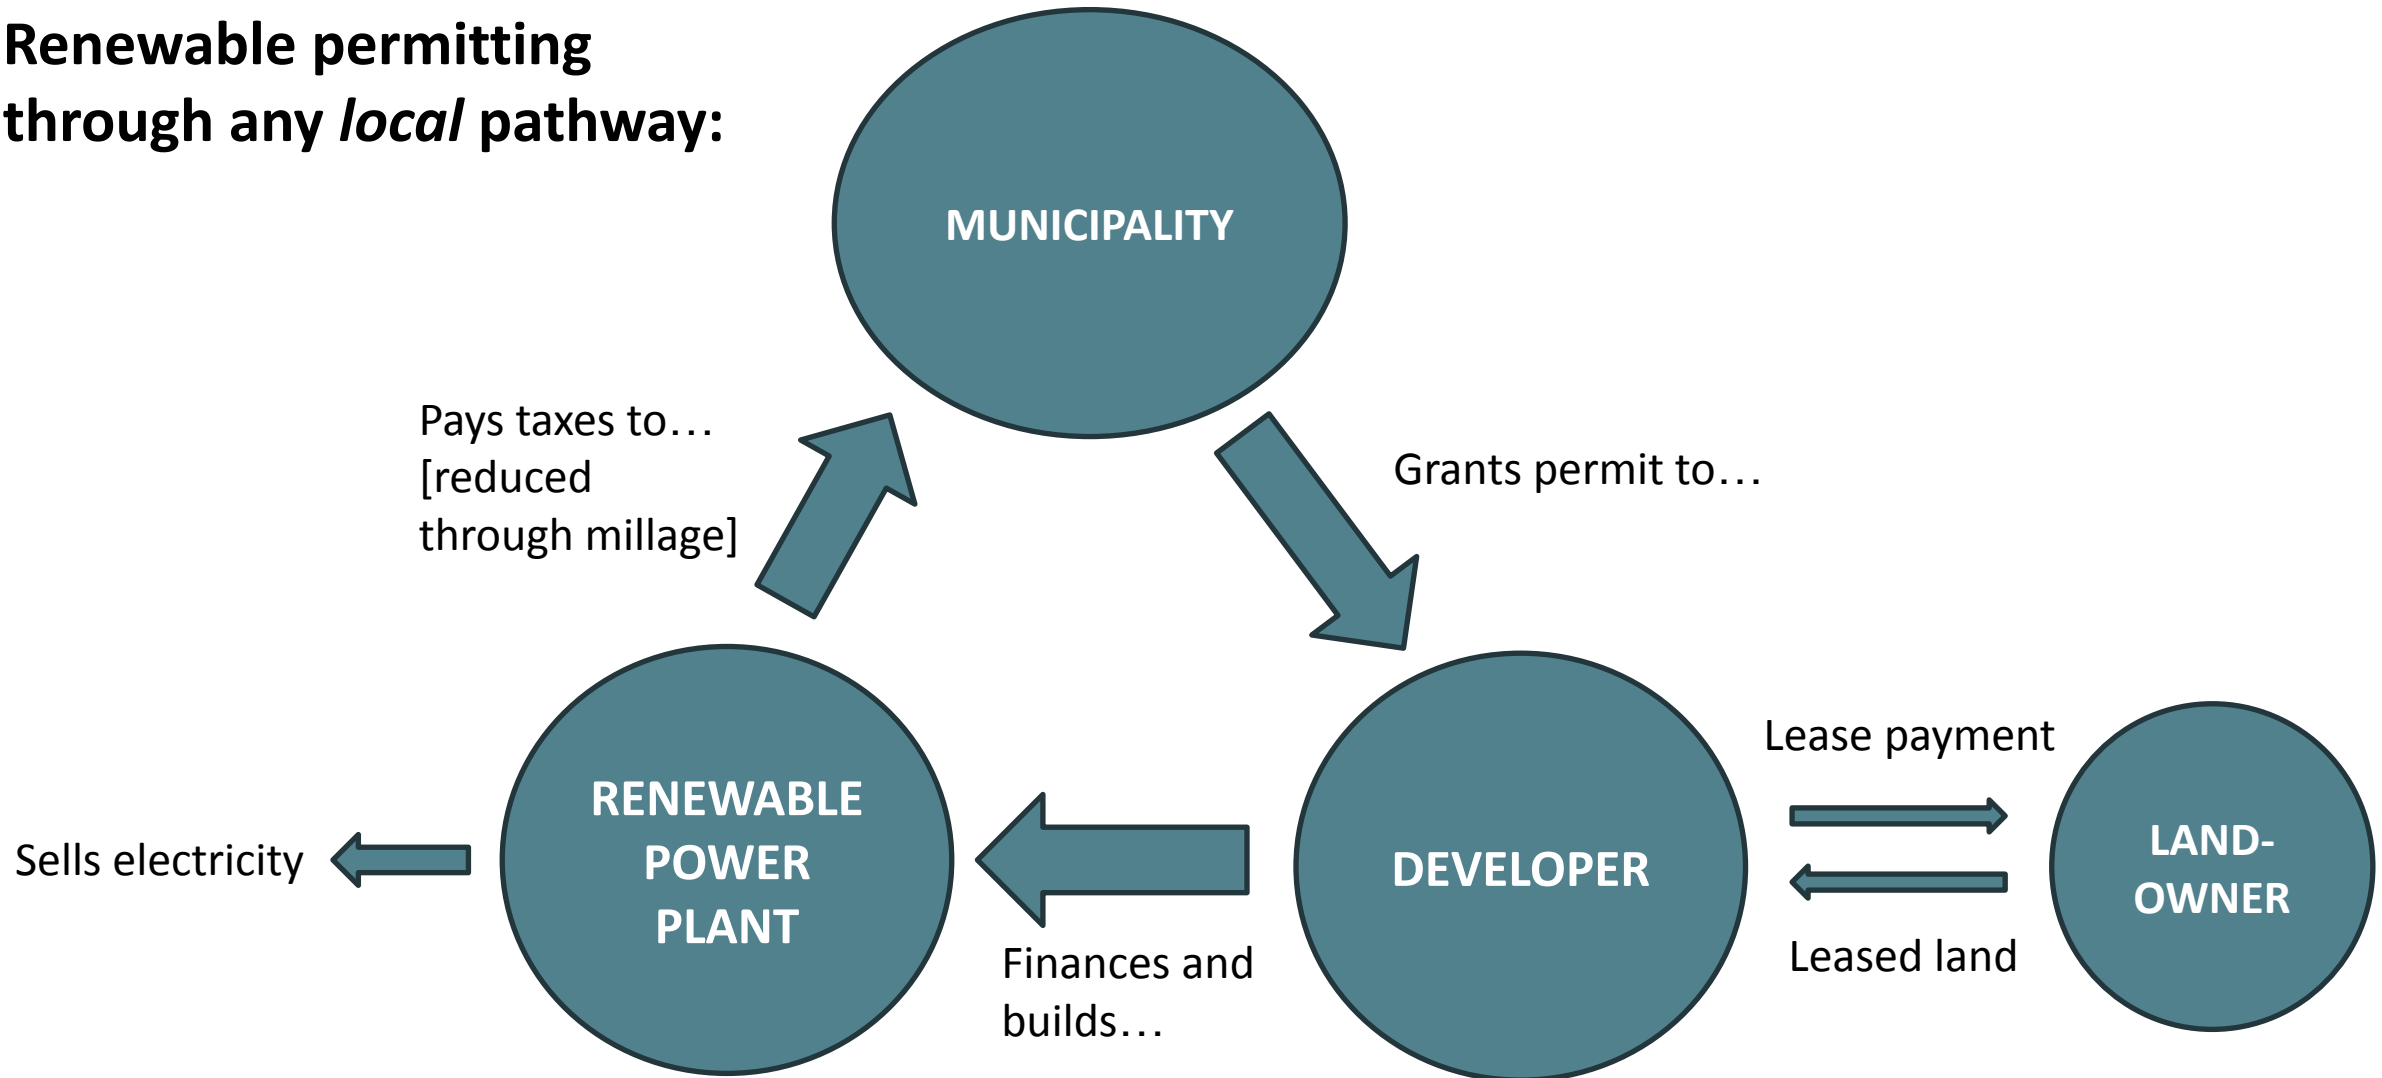 Renewable permitting
through any local pathway:
MUNICIPALITY
Pays taxes to…
[reduced
through millage]
Grants permit to…
Lease payment
RENEWABLE
POWER
PLANT
Sells electricity
DEVELOPER
LAND-
OWNER
Finances and
builds…
Leased land